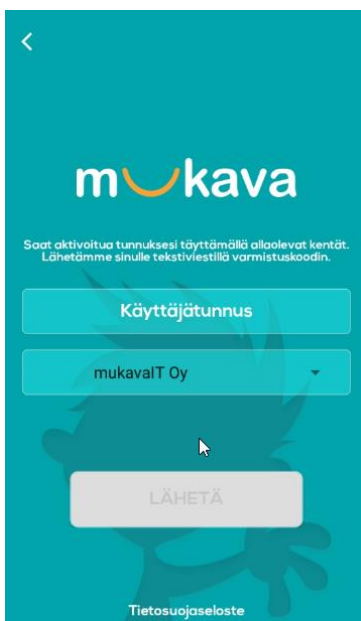 mukava
Saat aktivoitua tunnuksesi täyttämällä allaolevat kentät.
Lähetämme sinulle tekstiviestillä varmistuskoodin.
Käyttäjätunnus
mukavaIT Oy
LÄHETÄ
Tietosuojaseloste